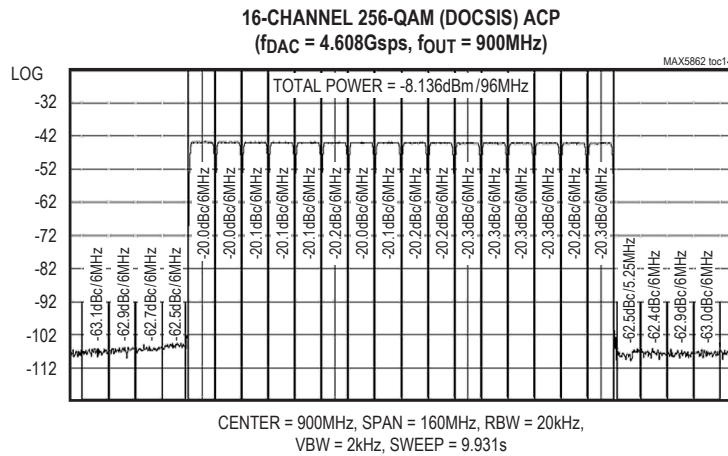 16-CHANNEL 256-QAM (DOCSIS) ACP
(fDAC = 4.608Gsps, fOUT = 900MHz)
MAX5862
LOG
TOTAL POWER = -8.136dBm/96MHz
-32
-42
-52
-62
-72
-82
-92
-102
-112
-63.1dBc/6MHz
-62.9dBc/6MHz
-62.7dBc/6MHz
-62.5dBc/6MHz
-20.0dBc/6MHz
-20.0dBc/6MHz
-20.1dBc/6MHz
-20.1dBc/6MHz
-20.1dBc/6MHz
-20.2dBc/6MHz
-20.0dBc/6MHz
-20.1dBc/6MHz
-20.2dBc/6MHz
-20.2dBc/6MHz
-20.3dBc/6MHz
-20.3dBc/6MHz
-20.3dBc/6MHz
-20.3dBc/6MHz
-20.3dBc/6MHz
-20.3dBc/6MHz
-62.5dBc/5.25MHz
-62.4dBc/6MHz
-62.9dBc/6MHz
-63.0dBc/6MHz
CENTER = 900MHz, SPAN = 160MHz, RBW = 20kHz,
VBW = 2kHz, SWEEP = 9.931s